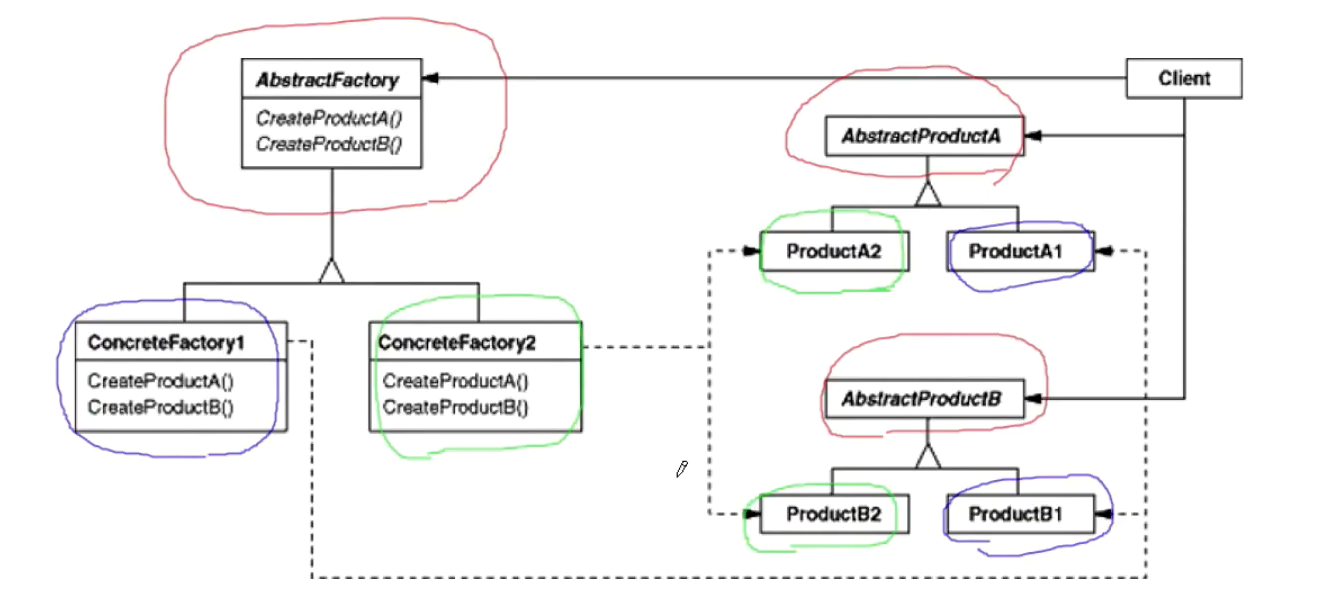 AbstractFactory
CreateProductA()
CreateProductB()
Client
AbstractProductA
ProductA2
ProductA1
ConcreteFactory1
CreateProductA()
CreateProductB()
ConcreteFactory2
CreateProductA()
CreateProductB()
AbstractProductB
ProductB2
ProductB1